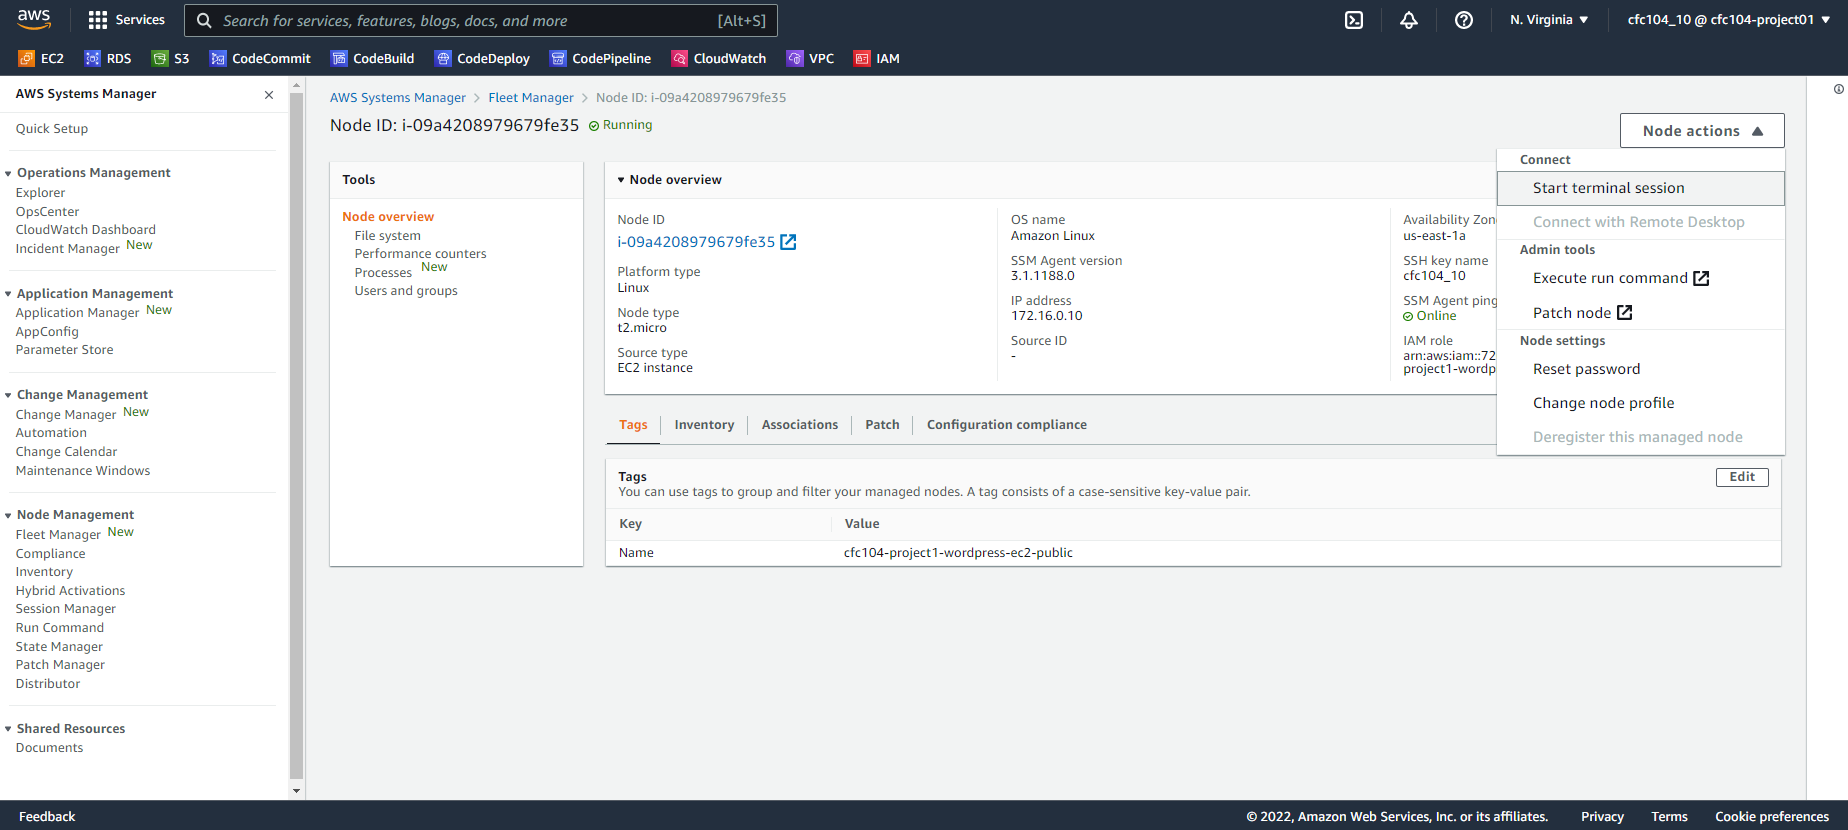 aws
Services
Search for services, features, blogs, docs, and more
[Alt+S]
N. Virginia
cfc104_10 @ cfc104-project01
EC2
RDS
S3
CodeCommit
CodeBuild
CodeDeploy
CodePipeline
CloudWatch
VPC
IAM
AWS Systems Manager
Quick Setup
Operations Management
Explorer
OpsCenter
CloudWatch Dashboard
Incident Manager New
Application Management
Application Manager New
AppConfig
Parameter Store
Change Management
Change Manager New
Automation
Change Calendar
Maintenance Windows
Node Management
Fleet Manager New
Compliance
Inventory
Hybrid Activations
Session Manager
Run Command
State Manager
Patch Manager
Distributor
Shared Resources
Documents
AWS Systems Manager > Fleet Manager > Node ID: i-09a4208979679fe35
Node ID: i-09a4208979679fe35 Running
Node actions
Connect
Start terminal session
Connect with Remote Desktop
Admin tools
Execute run command
Patch node
Node settings
Reset password
Change node profile
Deregister this managed node
Tools
Node overview
File system
Performance counters
Processes New
Users and groups
Node overview
Node ID
i-09a4208979679fe35
Platform type
Linux
Node type
t2.micro
Source type
EC2 instance
OS name
Amazon Linux
SSM Agent version
3.1.1188.0
IP address
172.16.0.10
Source ID
-
Availability Zon
us-east-1a
SSH key name
cfc104_10
SSM Agent ping
Online
IAM role
arn:aws:iam::72
project1-wordp
Tags
Inventory
Associations
Patch
Configuration compliance
Tags
Edit
You can use tags to group and filter your managed nodes. A tag consists of a case-sensitive key-value pair.
Key
Value
Name
cfc104-project1-wordpress-ec2-public
Feedback
© 2022, Amazon Web Services, Inc. or its affiliates.
Privacy
Terms
Cookie preferences